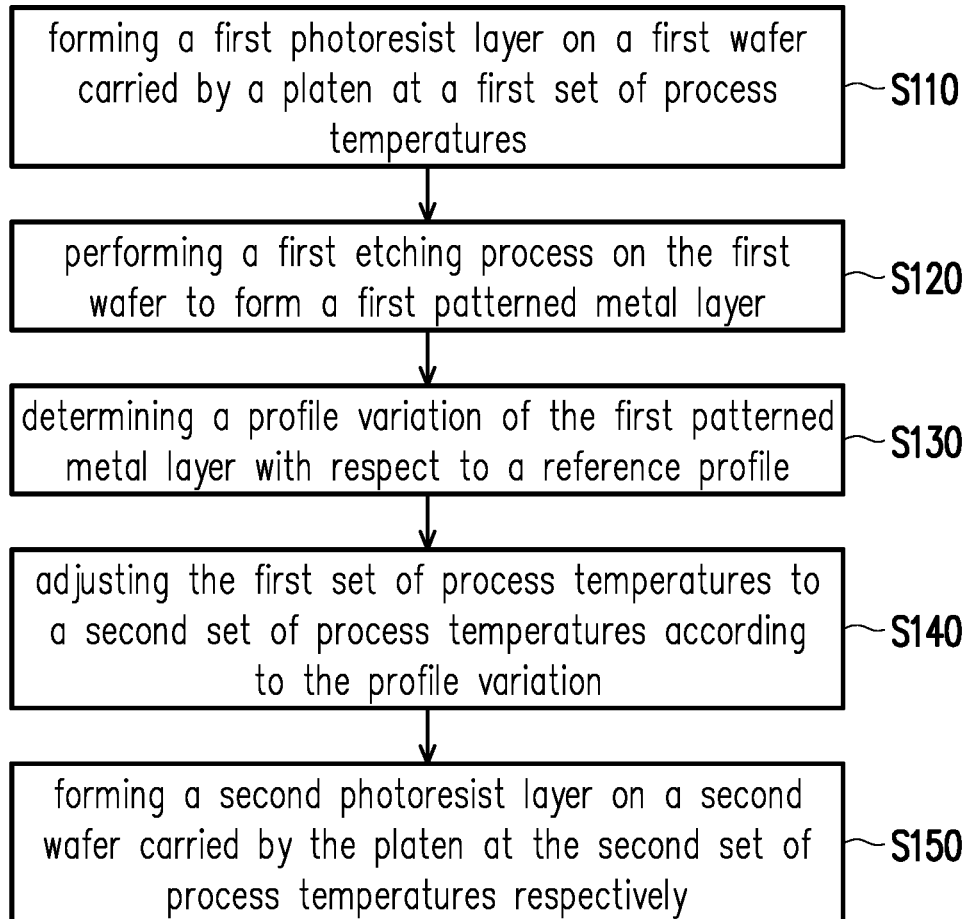 forming a first photoresist layer on a first wafer
carried by a platen at a first set of process
temperatures
S110
performing a first etching process on the first
wafer to form a first patterned metal layer
S120
determining a profile variation of the first patterned
metal layer with respect to a reference profile
S130
adjusting the first set of process temperatures to
a second set of process temperatures according
to the profile variation
S140
forming a second photoresist layer on a second
wafer carried by the platen at the second set of
process temperatures respectively
S150